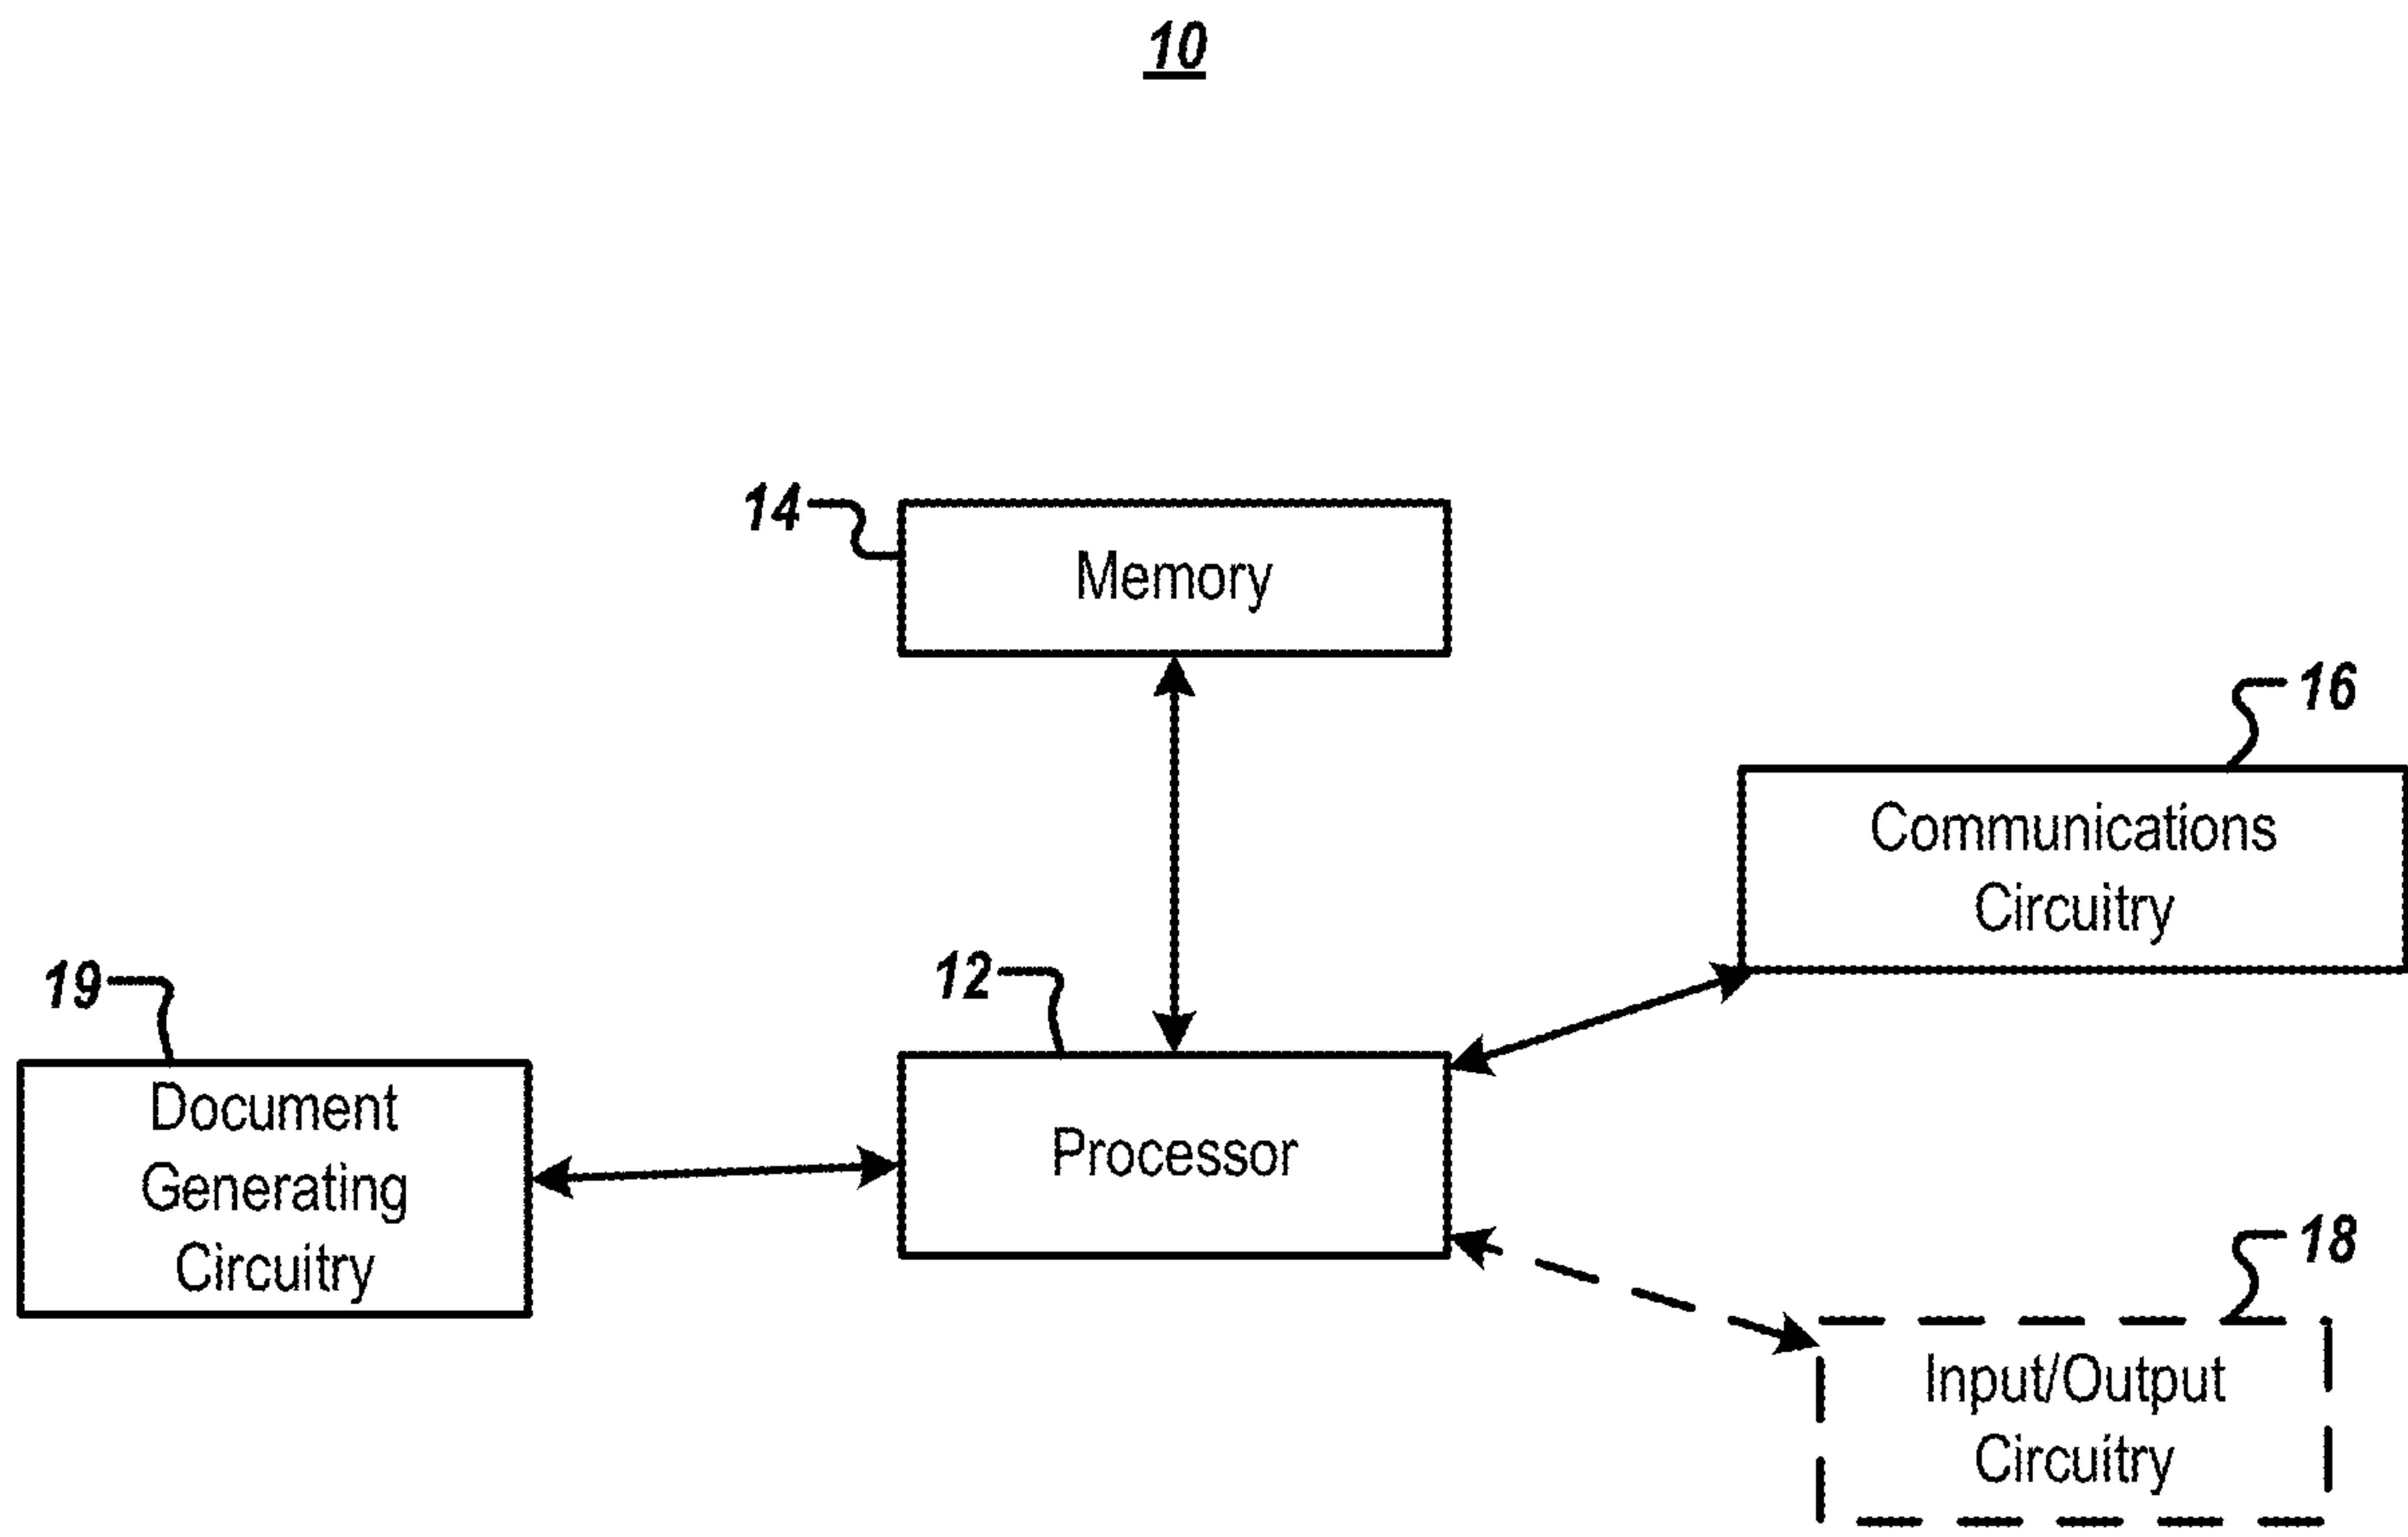 10
14
Memory
16
Communications
Circuitry
19
12
Document
Generating
Circuitry
Processor
18
Input/Output
Circuitry